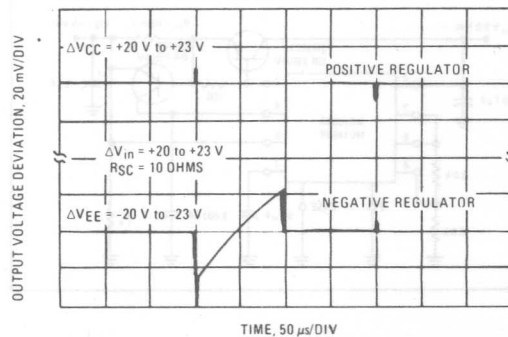 ΔVCC = +20 V to +23 V
POSITIVE REGULATOR
ΔVin = +20 to +23 V
RSC = 10 OHMS
ΔVEE = -20 V to -23 V
NEGATIVE REGULATOR
OUTPUT VOLTAGE DEVIATION, 20 mV/DIV
TIME, 50 μs/DIV